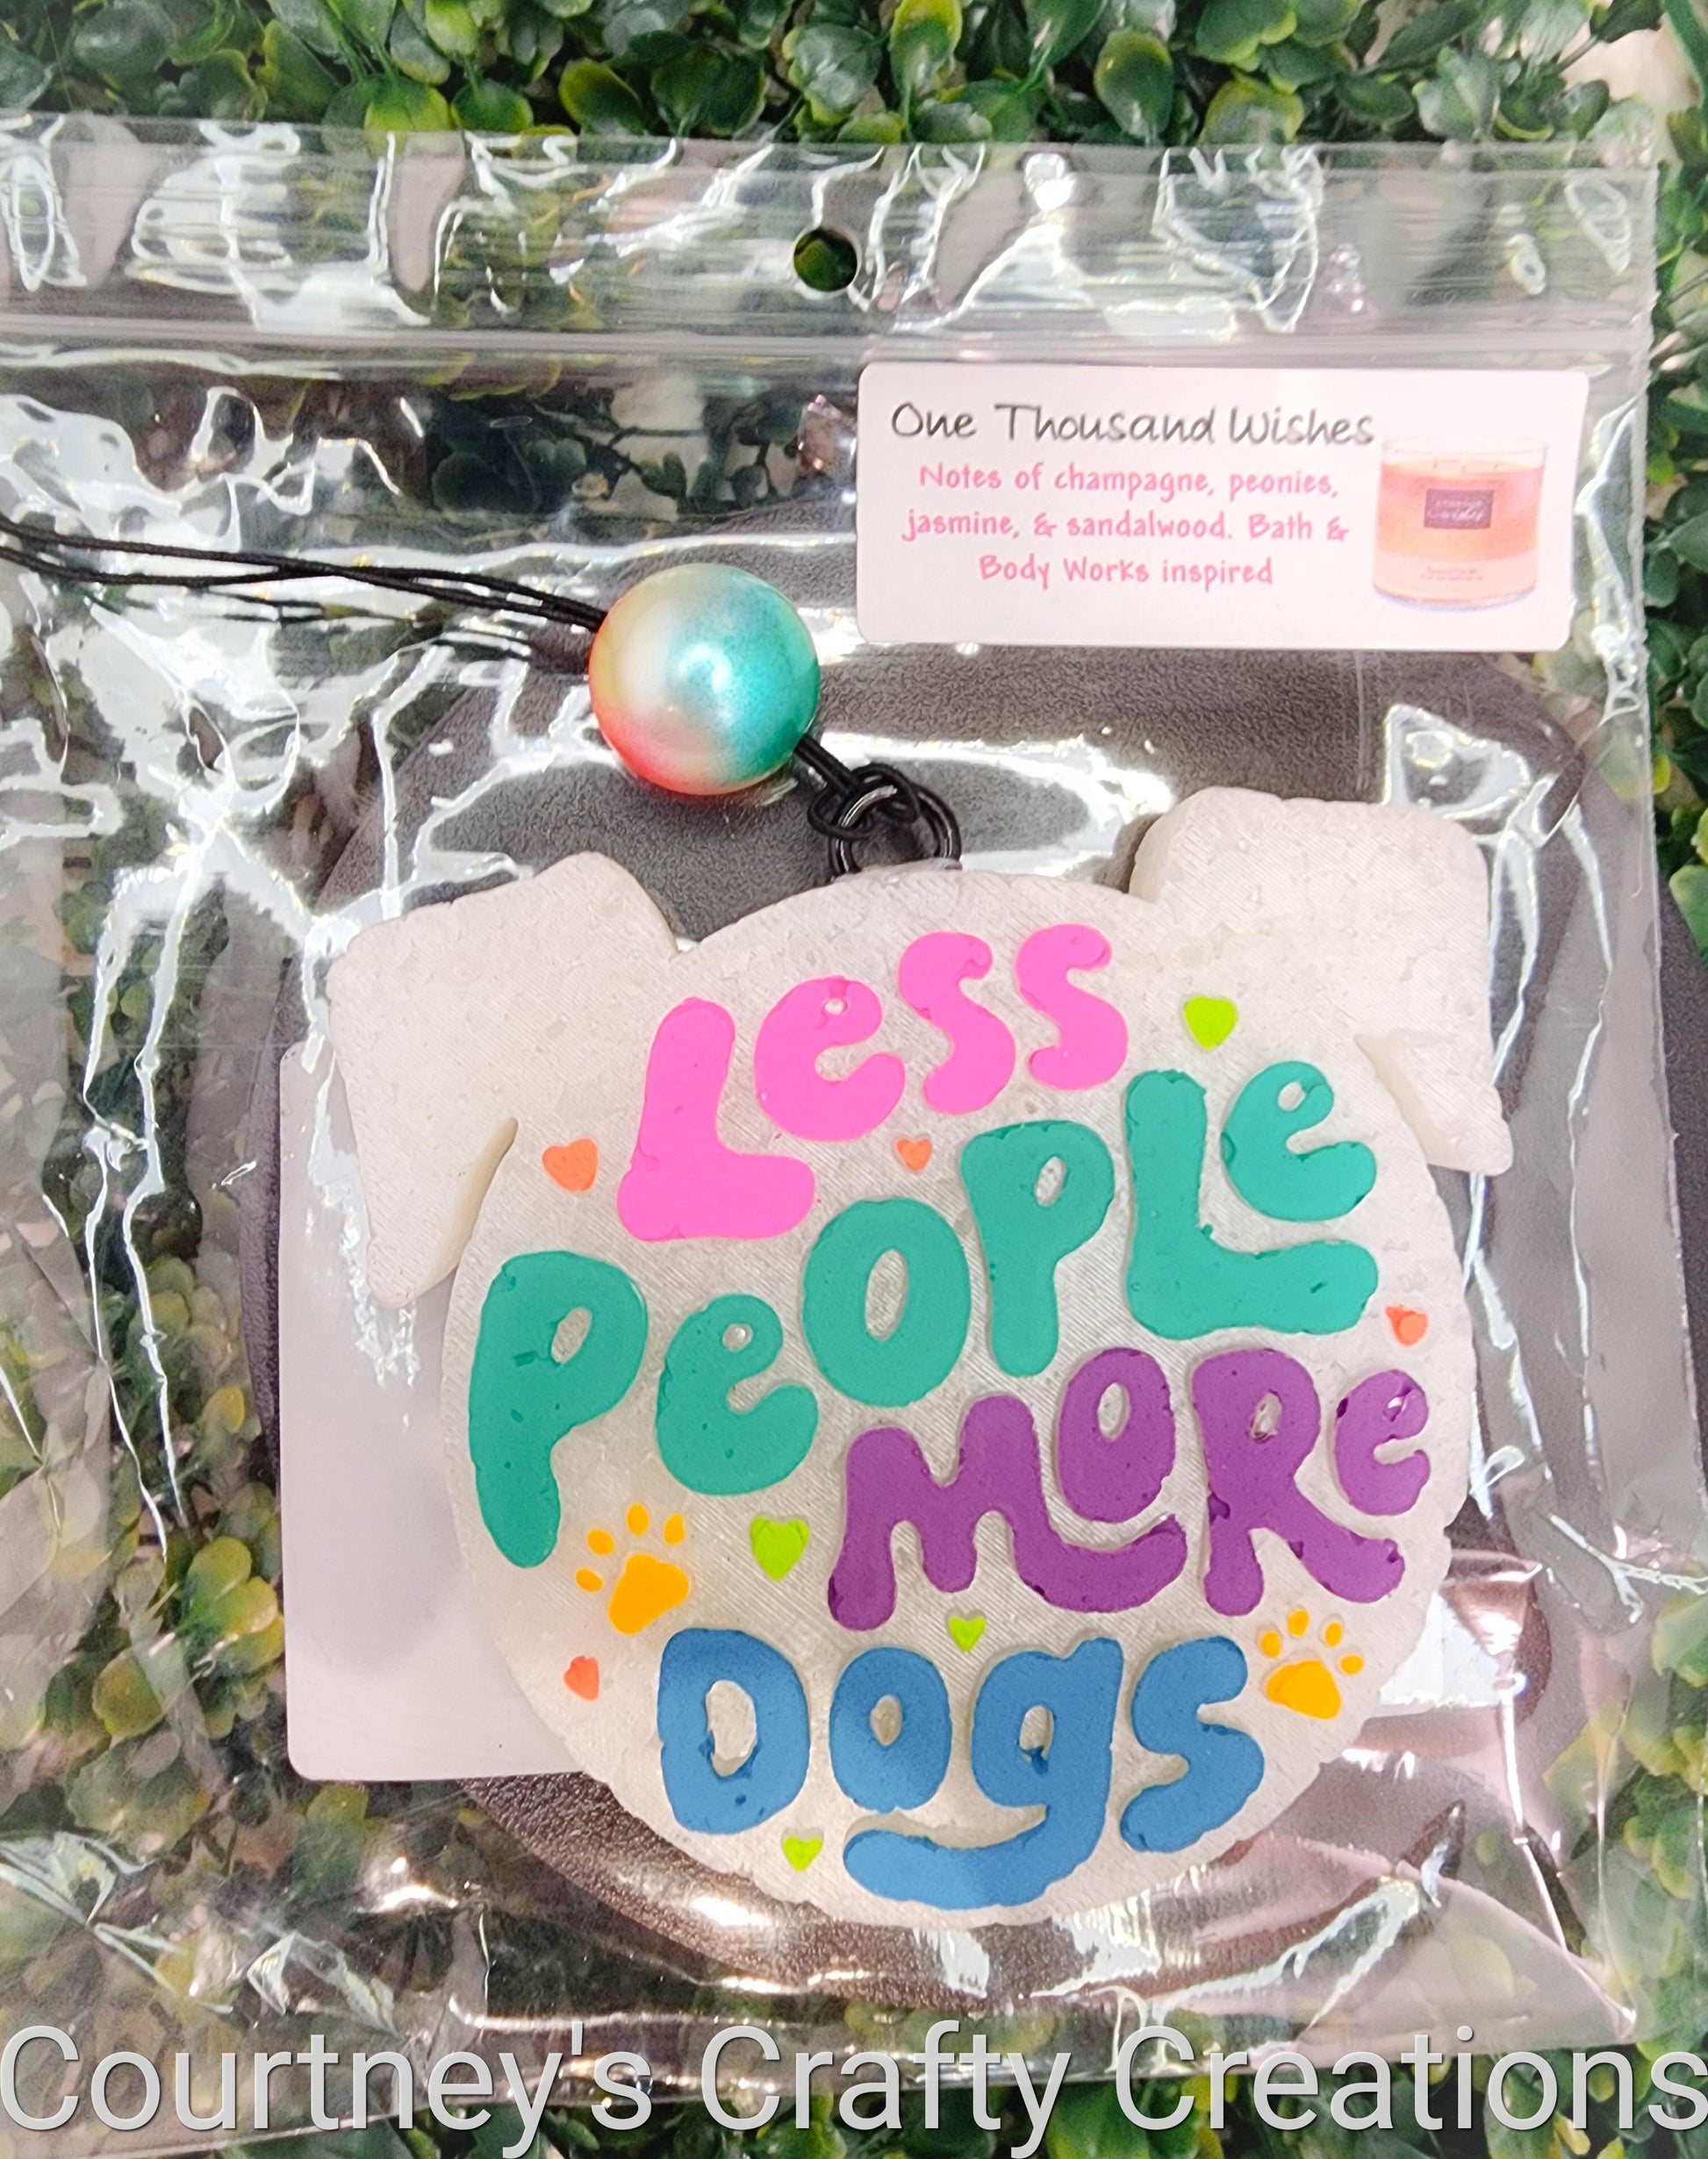 One Thousand Wishes
Notes of champagne, peonies,
jasmine, & sandalwood. Bath &
Body Works inspired
Less
PeOPLe
MORe
Dogs
Courtney's Crafty Creations